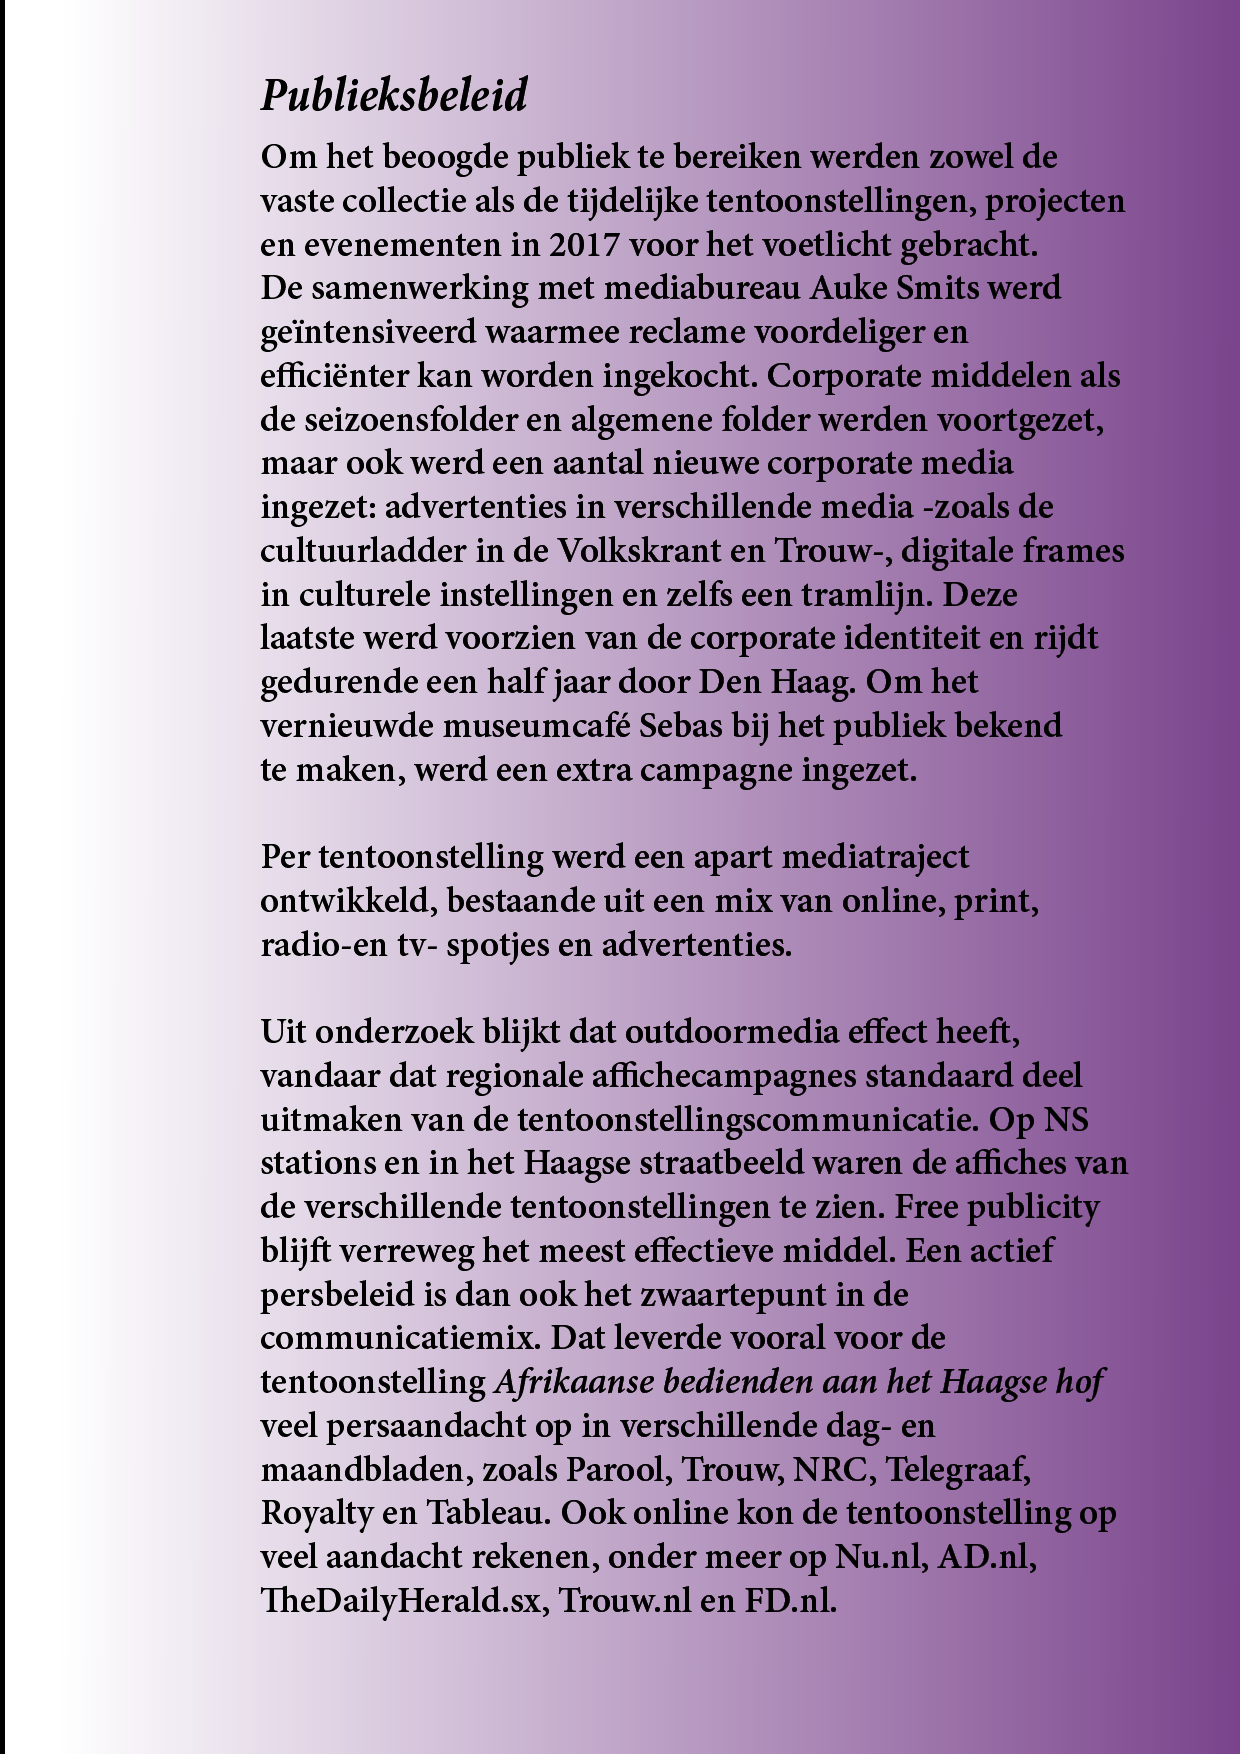 Publieksbeleid
Om het beoogde publiek te bereiken werden zowel de
vaste collectie als de tijdelijke tentoonstellingen, projecten
en evenementen in 2017 voor het voetlicht gebracht.
De samenwerking met mediabureau Auke Smits werd
geïntensiveerd waarmee reclame voordeliger en
efficiënter kan worden ingekocht. Corporate middelen als
de seizoensfolder en algemene folder werden voortgezet,
maar ook werd een aantal nieuwe corporate media
ingezet: advertenties in verschillende media -zoals de
cultuurladder in de Volkskrant en Trouw-, digitale frames
in culturele instellingen en zelfs een tramlijn. Deze
laatste werd voorzien van de corporate identiteit en rijdt
gedurende een half jaar door Den Haag. Om het
vernieuwde museumcafé Sebas bij het publiek bekend
te maken, werd een extra campagne ingezet.
Per tentoonstelling werd een apart mediatraject
ontwikkeld, bestaande uit een mix van online, print,
radio-en tv- spotjes en advertenties.
Uit onderzoek blijkt dat outdoormedia effect heeft,
vandaar dat regionale affichecampagnes standaard deel
uitmaken van de tentoonstellingscommunicatie. Op NS
stations en in het Haagse straatbeeld waren de affiches van
de verschillende tentoonstellingen te zien. Free publicity
blijft verreweg het meest effectieve middel. Een actief
persbeleid is dan ook het zwaartepunt in de
communicatiemix. Dat leverde vooral voor de
tentoonstelling Afrikaanse bedienden aan het Haagse hof
veel persaandacht op in verschillende dag- en
maandbladen, zoals Parool, Trouw, NRC, Telegraaf,
Royalty en Tableau. Ook online kon de tentoonstelling op
veel aandacht rekenen, onder meer op Nu.nl, AD.nl,
TheDailyHerald.sx, Trouw.nl en FD.nl.